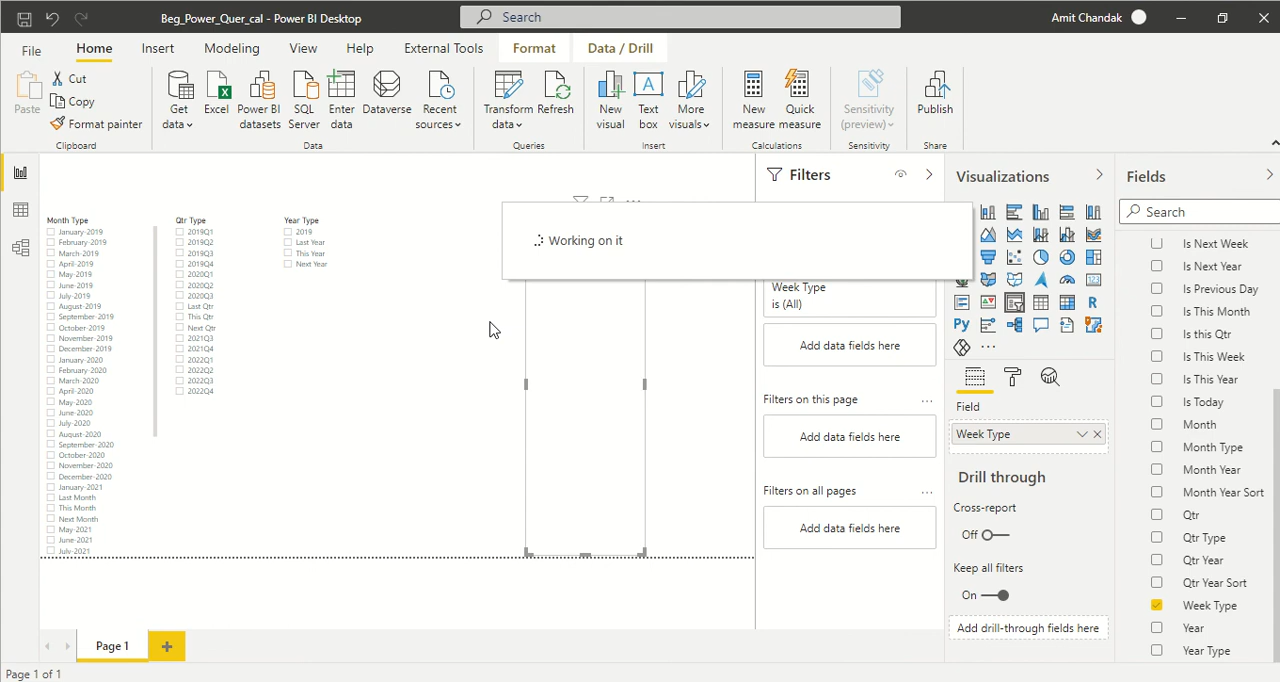 Beg_Power_Quer_cal - Power BI Desktop
Search
Amit Chandak
File Home Insert Modeling View Help External Tools Format Data / Drill
Paste
Cut
Copy
Format painter
Clipboard
Get data
Excel
Power BI datasets
SQL Server
Enter data
Dataverse
Recent sources
Data
Transform data
Refresh
Queries
New visual
Text box
More visuals
Insert
New measure
Quick measure
Calculations
Sensitivity (preview)
Sensitivity
Publish
Share
Month Type
January-2019
February-2019
March-2019
April-2019
May-2019
June-2019
July-2019
August-2019
September-2019
October-2019
November-2019
December-2019
January-2020
February-2020
March-2020
April-2020
May-2020
June-2020
July-2020
August-2020
September-2020
October-2020
November-2020
December-2020
January-2021
Last Month
This Month
Next Month
May-2021
June-2021
July-2021
Qtr Type
2019Q1
2019Q2
2019Q3
2019Q4
2020Q1
2020Q2
2020Q3
Last Qtr
This Qtr
Next Qtr
2021Q3
2021Q4
2022Q1
2022Q2
2022Q3
2022Q4
Year Type
2019
Last Year
This Year
Next Year
Working on it
Filters
Week Type
is (All)
Add data fields here
Filters on this page
Add data fields here
Filters on all pages
Add data fields here
Visualizations
R
Py
Field
Week Type
Drill through
Cross-report
Off
Keep all filters
On
Add drill-through fields here
Fields
Search
Is Next Week
Is Next Year
Is Previous Day
Is This Month
Is this Qtr
Is This Week
Is This Year
Is Today
Month
Month Type
Month Year
Month Year Sort
Qtr
Qtr Type
Qtr Year
Qtr Year Sort
Week Type
Year
Year Type
Page 1
Page 1 of 1